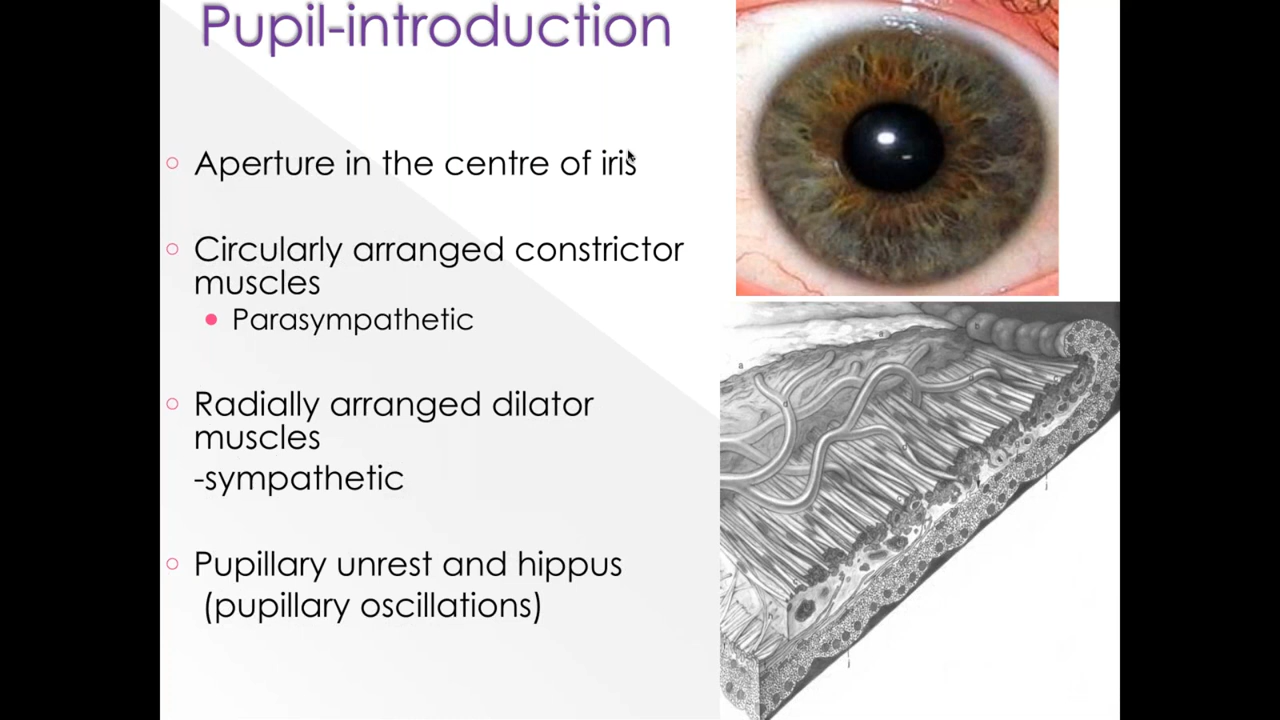 Pupil-introduction
Aperture in the centre of iris
Circularly arranged constrictor
muscles
Parasympathetic
Radially arranged dilator
muscles
-sympathetic
Pupillary unrest and hippus
(pupillary oscillations)